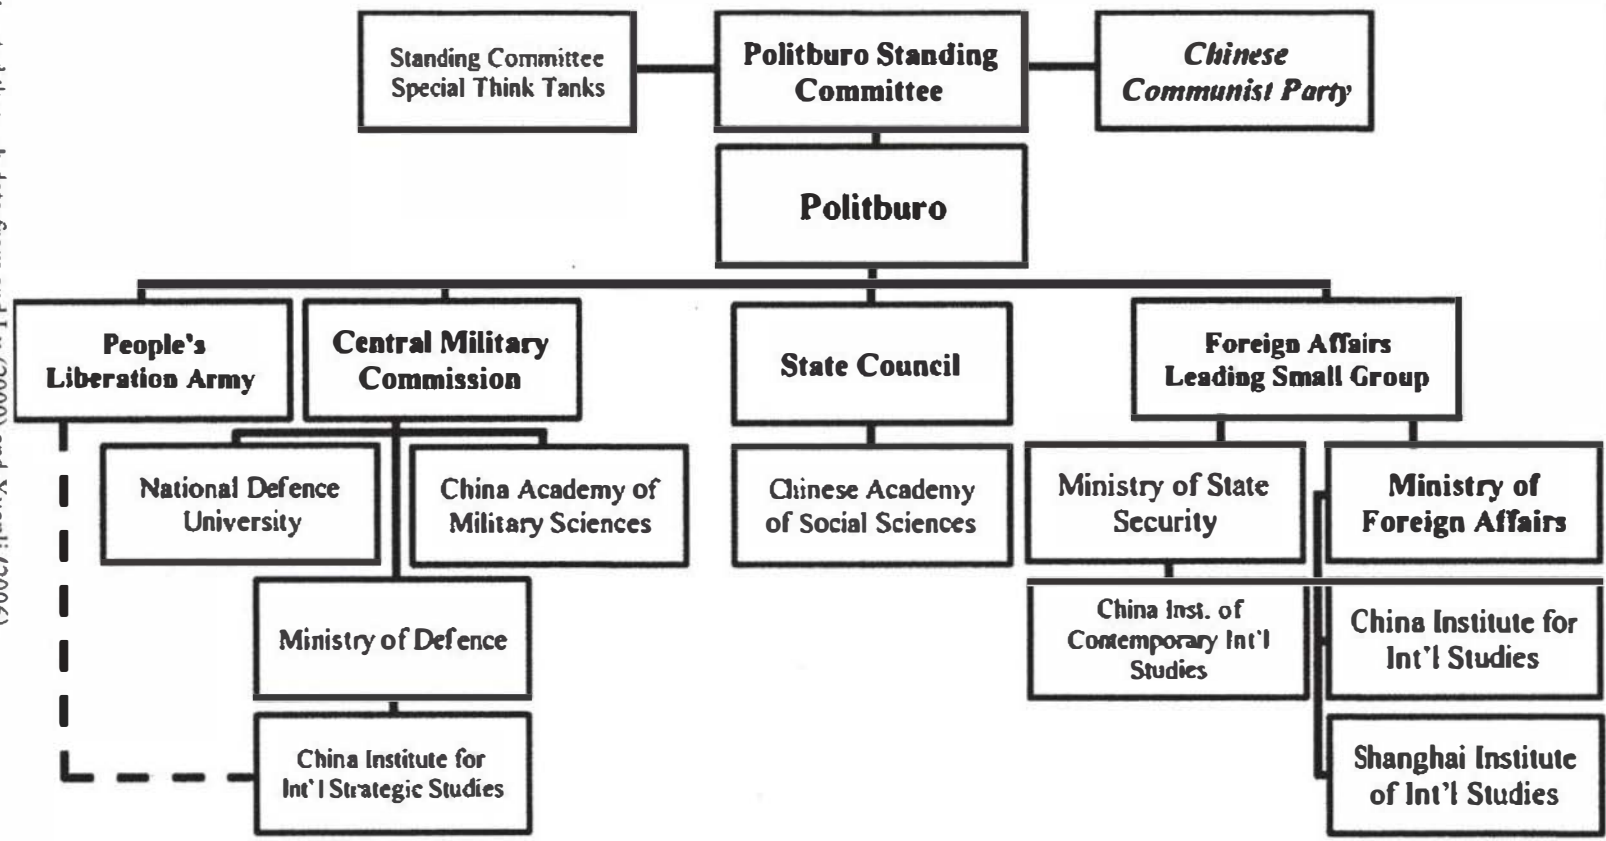 Standing Committee
Special Think Tanks
Politburo Standing
Committee
Chinese
Communist Party
Politburo
People's
Liberation Army
Central Military
Commission
State Council
Foreign Affairs
Leading Small Group
National Defence
University
China Academy of
Military Sciences
Chinese Academy
of Social Sciences
Ministry of State
Security
Ministry of
Foreign Affairs
Ministry of Defence
China Inst. of
Contemporary Int'l
Studies
China Institute for
Int'l Studies
China Institute for
Int'l Strategic Studies
Shanghai Institute
of Int'l Studies